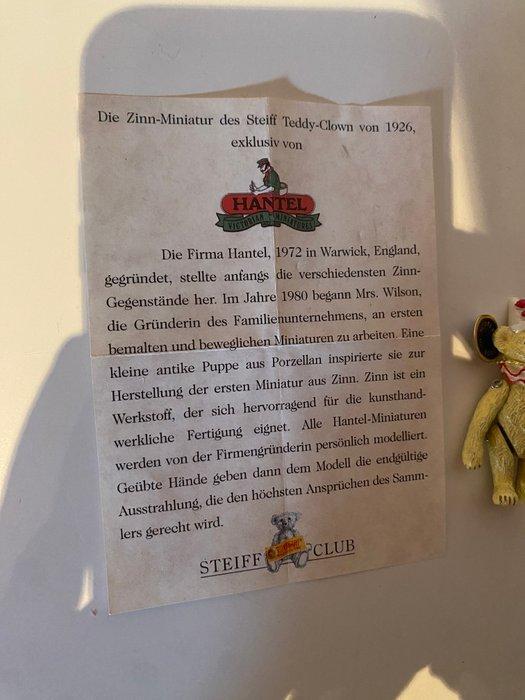 Die Zinn-Miniatur des Steiff Teddy-Clown von 1926,
exklusiv von
HANTEL
VICTORIAN MINIATURES
Die Firma Hantel, 1972 in Warwick, England,
gegründet, stellte anfangs die verschiedensten Zinn-
Gegenstände her. Im Jahre 1980 begann Mrs. Wilson,
die Gründerin des Familienunternehmens, an ersten
bemalten und beweglichen Miniaturen zu arbeiten. Eine
kleine antike Puppe aus Porzellan inspirierte sie zur
Herstellung der ersten Miniatur aus Zinn. Zinn ist ein
Werkstoff, der sich hervorragend für die kunsthand-
werkliche Fertigung eignet. Alle Hantel-Miniaturen
werden von der Firmengründerin persönlich modelliert.
Geübte Hände geben dann dem Modell die endgültige
Ausstrahlung, die den höchsten Ansprüchen des Samm-
lers gerecht wird.
STEIFF CLUB